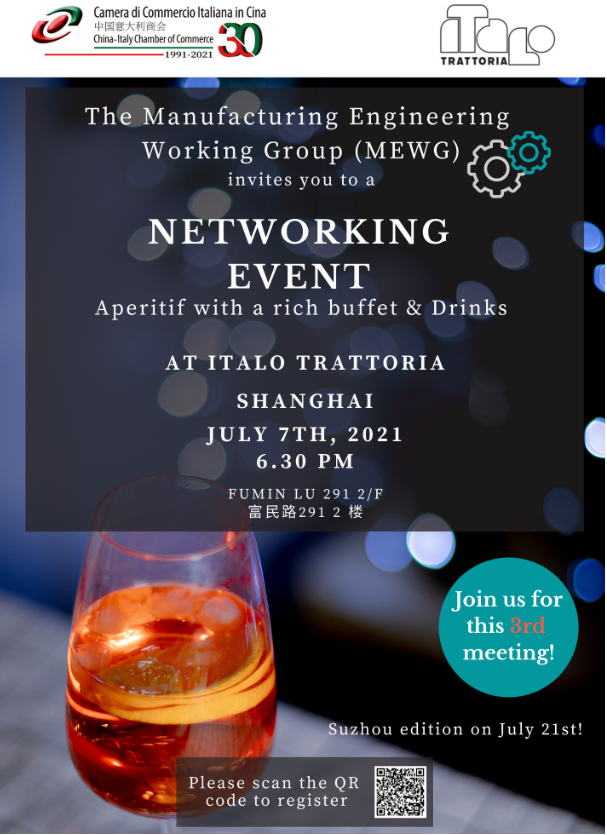 Camera di Commercio Italiana in Cina
中国意大利商会
China-Italy Chamber of Commerce
1991-2021
30
iTaLo
TRATTORIA
The Manufacturing Engineering
Working Group (MEWG)
invites you to a
NETWORKING
EVENT
Aperitif with a rich buffet & Drinks
AT ITALO TRATTORIA
SHANGHAI
JULY 7TH, 2021
6.30 PM
FUMIN LU 291 2/F
富民路291 2 楼
Join us for
this 3rd
meeting!
Suzhou edition on July 21st!
Please scan the QR
code to register